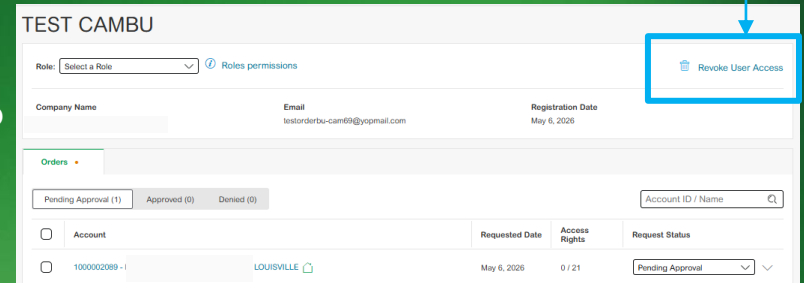 TEST CAMBU
Role: Select a Role Roles permissions
Revoke User Access
Company Name Email Registration Date
testorderbu-cam69@yopmail.com May 6, 2026
Orders
Pending Approval (1) Approved (0) Denied (0) Account ID / Name
Account Requested Date Access Rights Request Status
1000002089 - LOUISVILLE May 6, 2026 0 / 21 Pending Approval